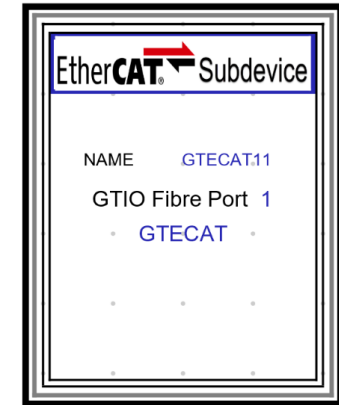 EtherCAT® Subdevice
NAME GTECAT11
GTIO Fibre Port 1
GTECAT